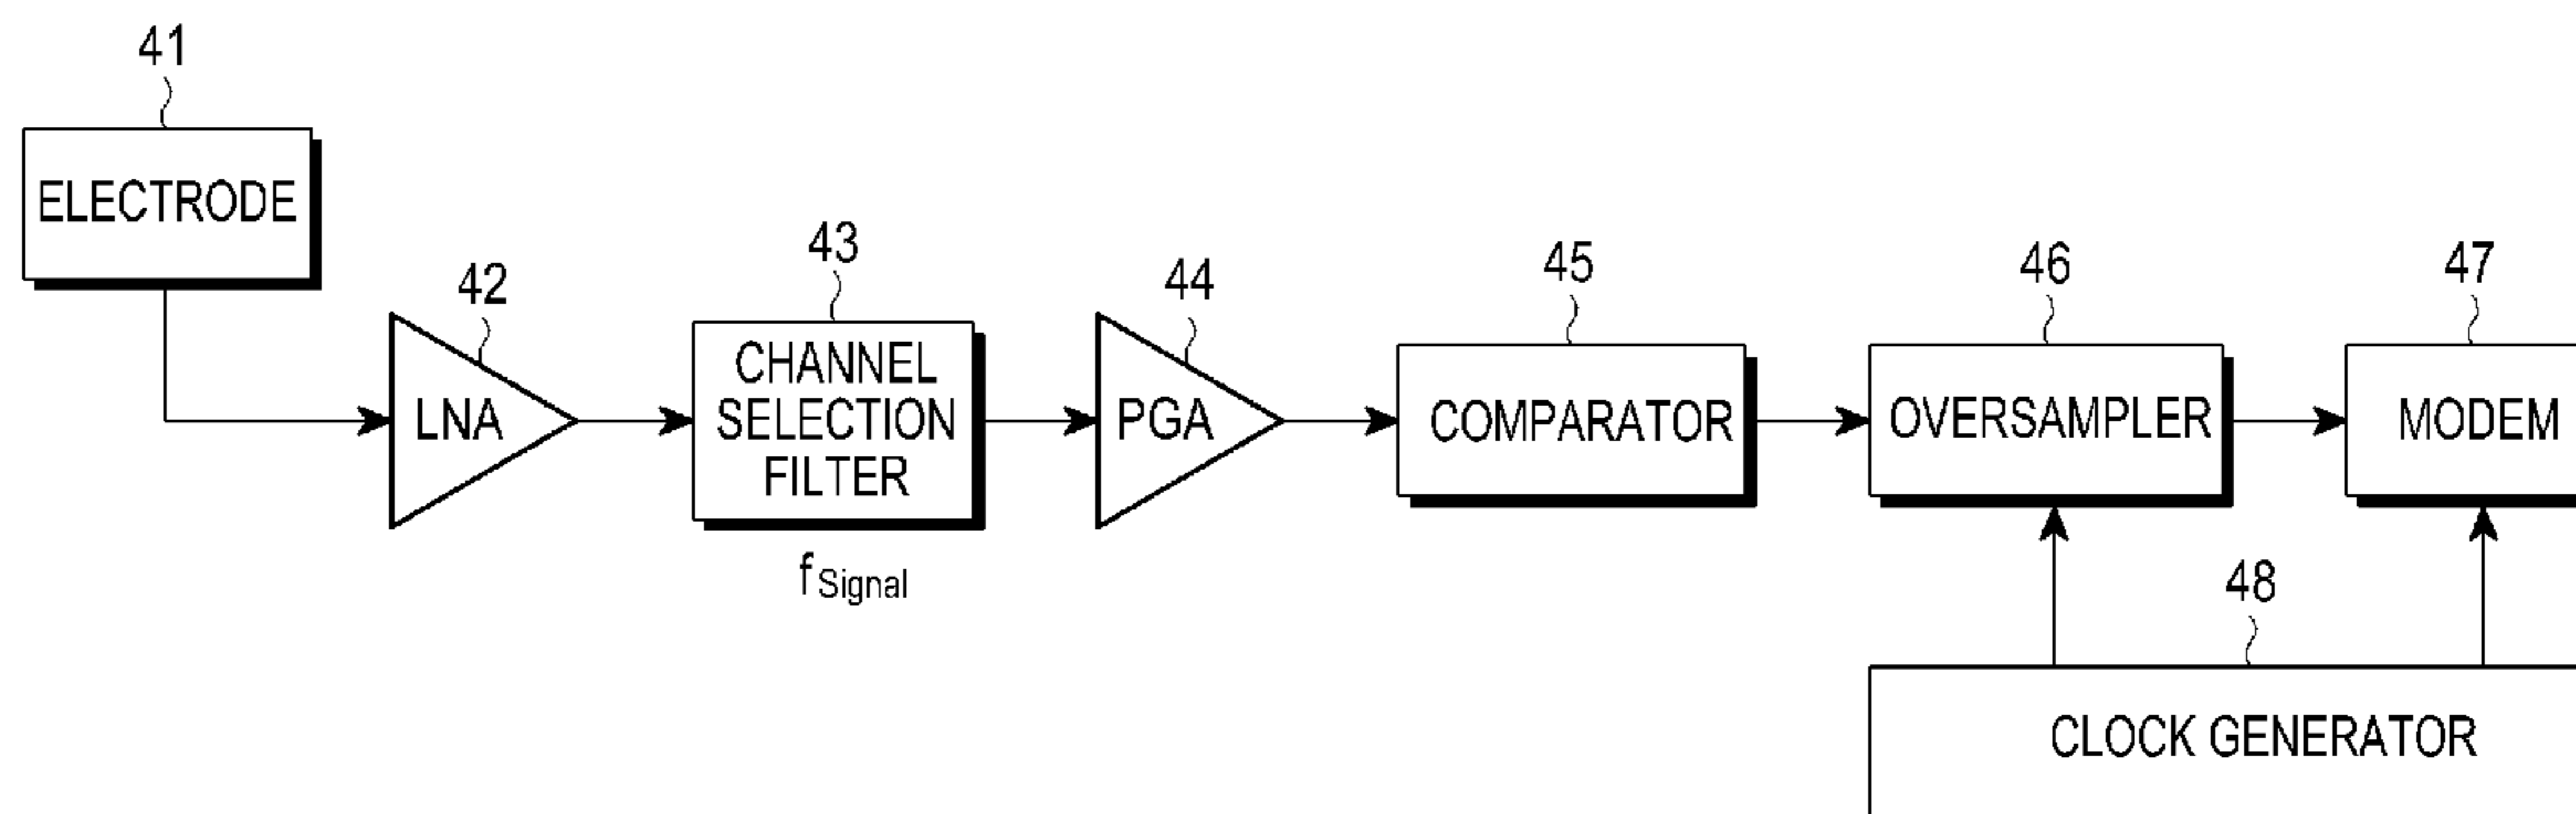 41
ELECTRODE
42
LNA
43
CHANNEL
SELECTION
FILTER
fSignal
44
PGA
45
COMPARATOR
46
OVERSAMPLER
47
MODEM
48
CLOCK GENERATOR